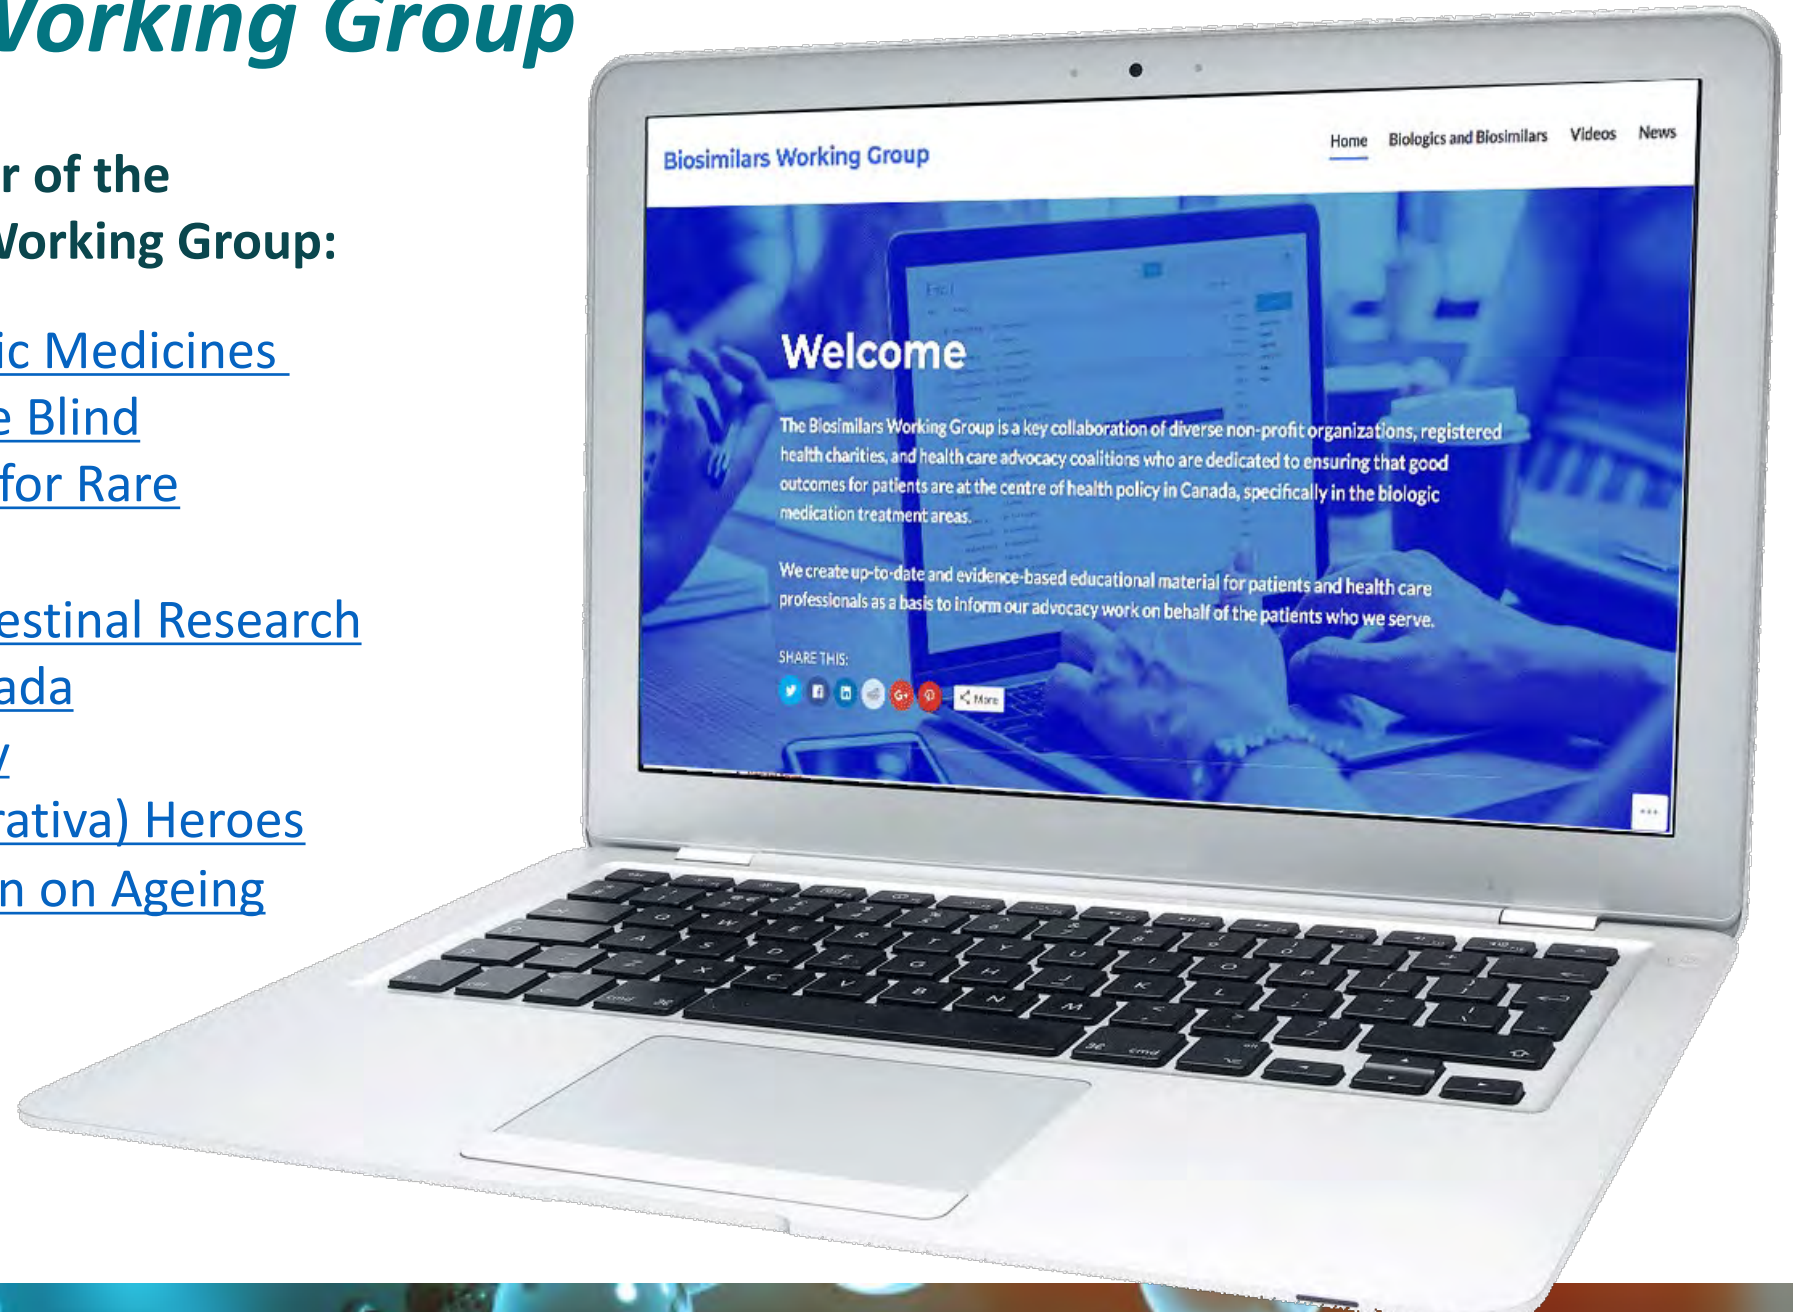 Working Group
r of the
Working Group:
ic Medicines
e Blind
for Rare
estinal Research
ada
y
rativa) Heroes
n on Ageing
Biosimilars Working Group
Home Biologics and Biosimilars Videos News
Welcome
The Biosimilars Working Group is a key collaboration of diverse non-profit organizations, registered
health charities, and health care advocacy coalitions who are dedicated to ensuring that good
outcomes for patients are at the centre of health policy in Canada, specifically in the biologic
medication treatment areas.
We create up-to-date and evidence-based educational material for patients and health care
professionals as a basis to inform our advocacy work on behalf of the patients who we serve.
SHARE THIS:
G+
More
Q W E R T Y U I O P
A S D F G H J K L
Z X C V B N M
cmd
cmd